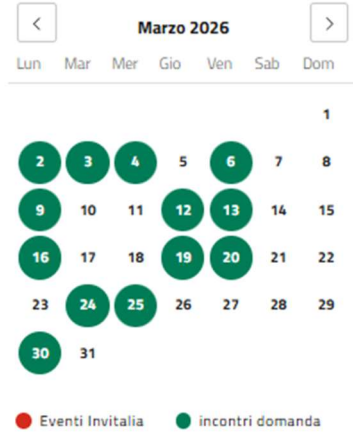 Marzo 2026
Lun Mar Mer Gio Ven Sab Dom
1
2 3 4 5 6 7 8
9 10 11 12 13 14 15
16 17 18 19 20 21 22
23 24 25 26 27 28 29
30 31
Eventi Invitalia incontri domanda